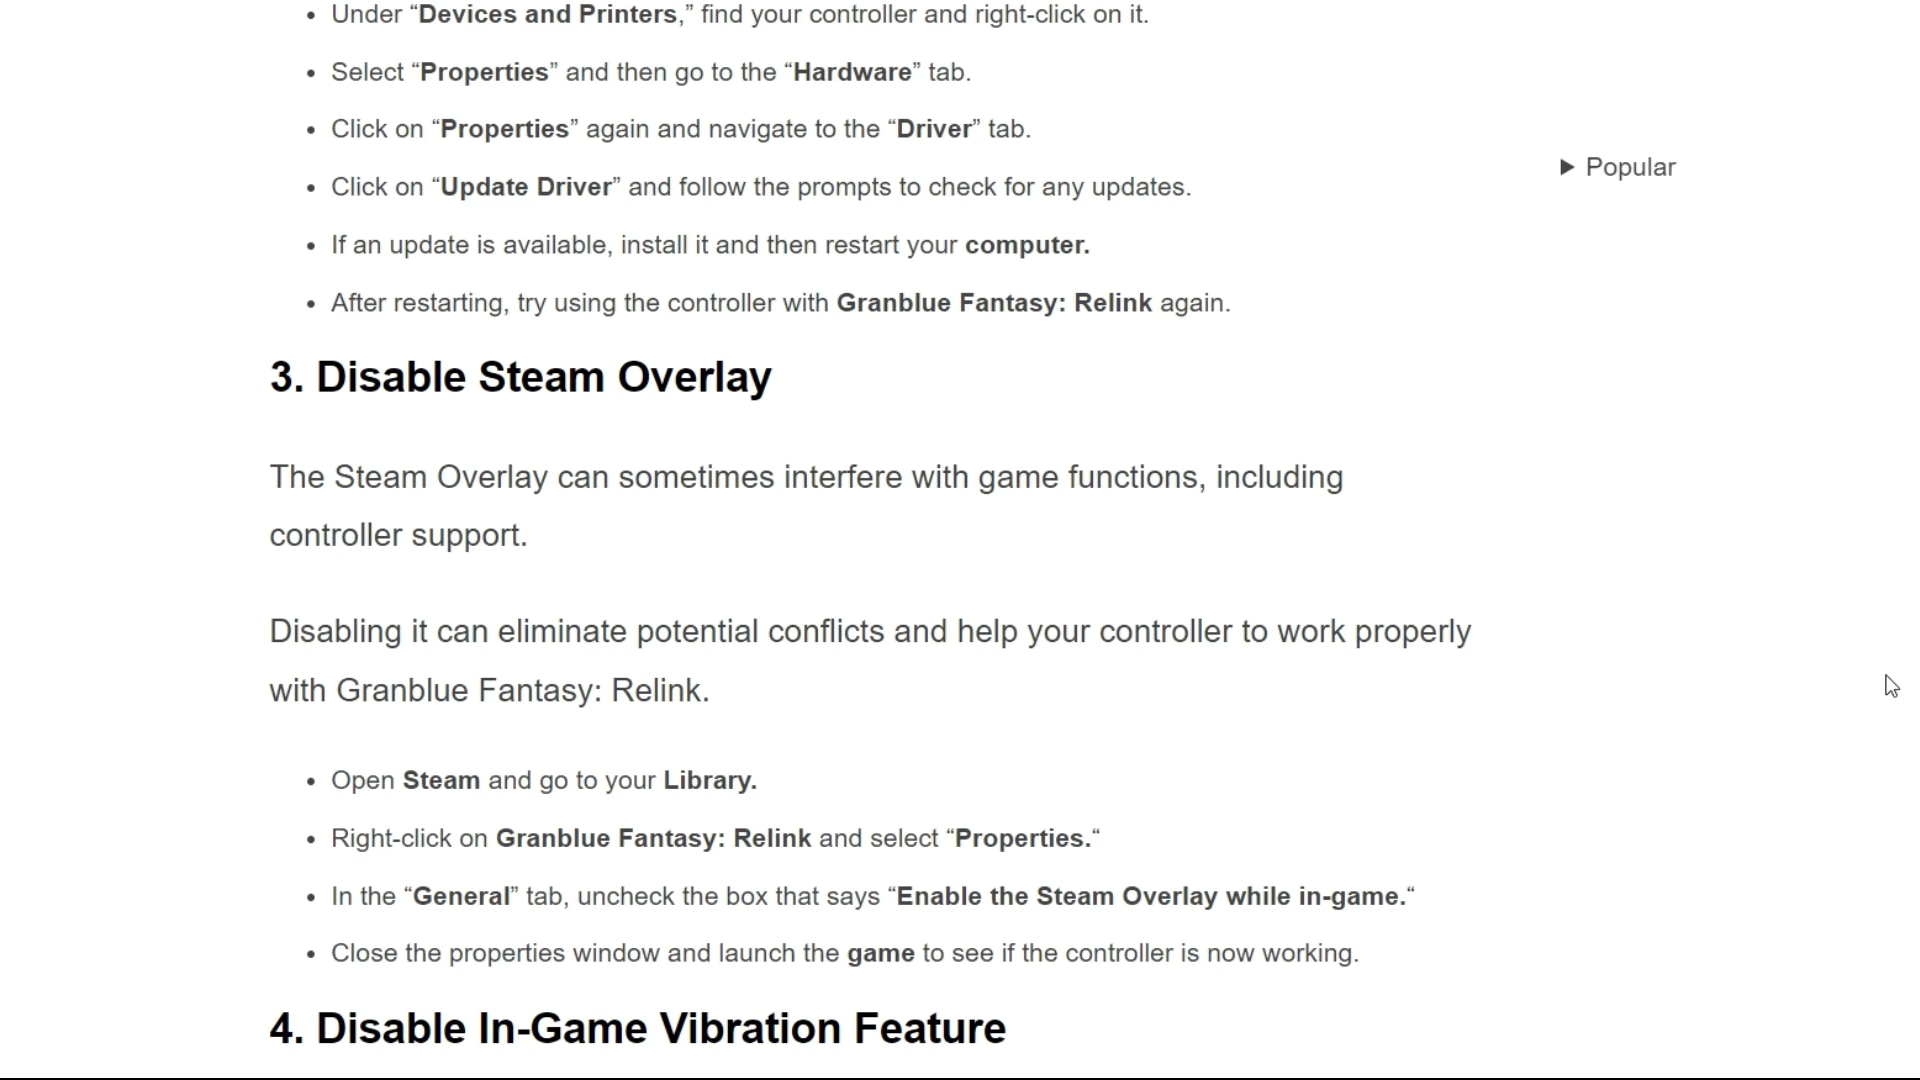 • Under “Devices and Printers,” find your controller and right-click on it.
• Select “Properties” and then go to the “Hardware” tab.
• Click on “Properties” again and navigate to the “Driver” tab.
▶ Popular
• Click on “Update Driver” and follow the prompts to check for any updates.
• If an update is available, install it and then restart your computer.
• After restarting, try using the controller with Granblue Fantasy: Relink again.
3. Disable Steam Overlay
The Steam Overlay can sometimes interfere with game functions, including
controller support.
Disabling it can eliminate potential conflicts and help your controller to work properly
with Granblue Fantasy: Relink.
• Open Steam and go to your Library.
• Right-click on Granblue Fantasy: Relink and select “Properties.“
• In the “General” tab, uncheck the box that says “Enable the Steam Overlay while in-game.“
• Close the properties window and launch the game to see if the controller is now working.
4. Disable In-Game Vibration Feature